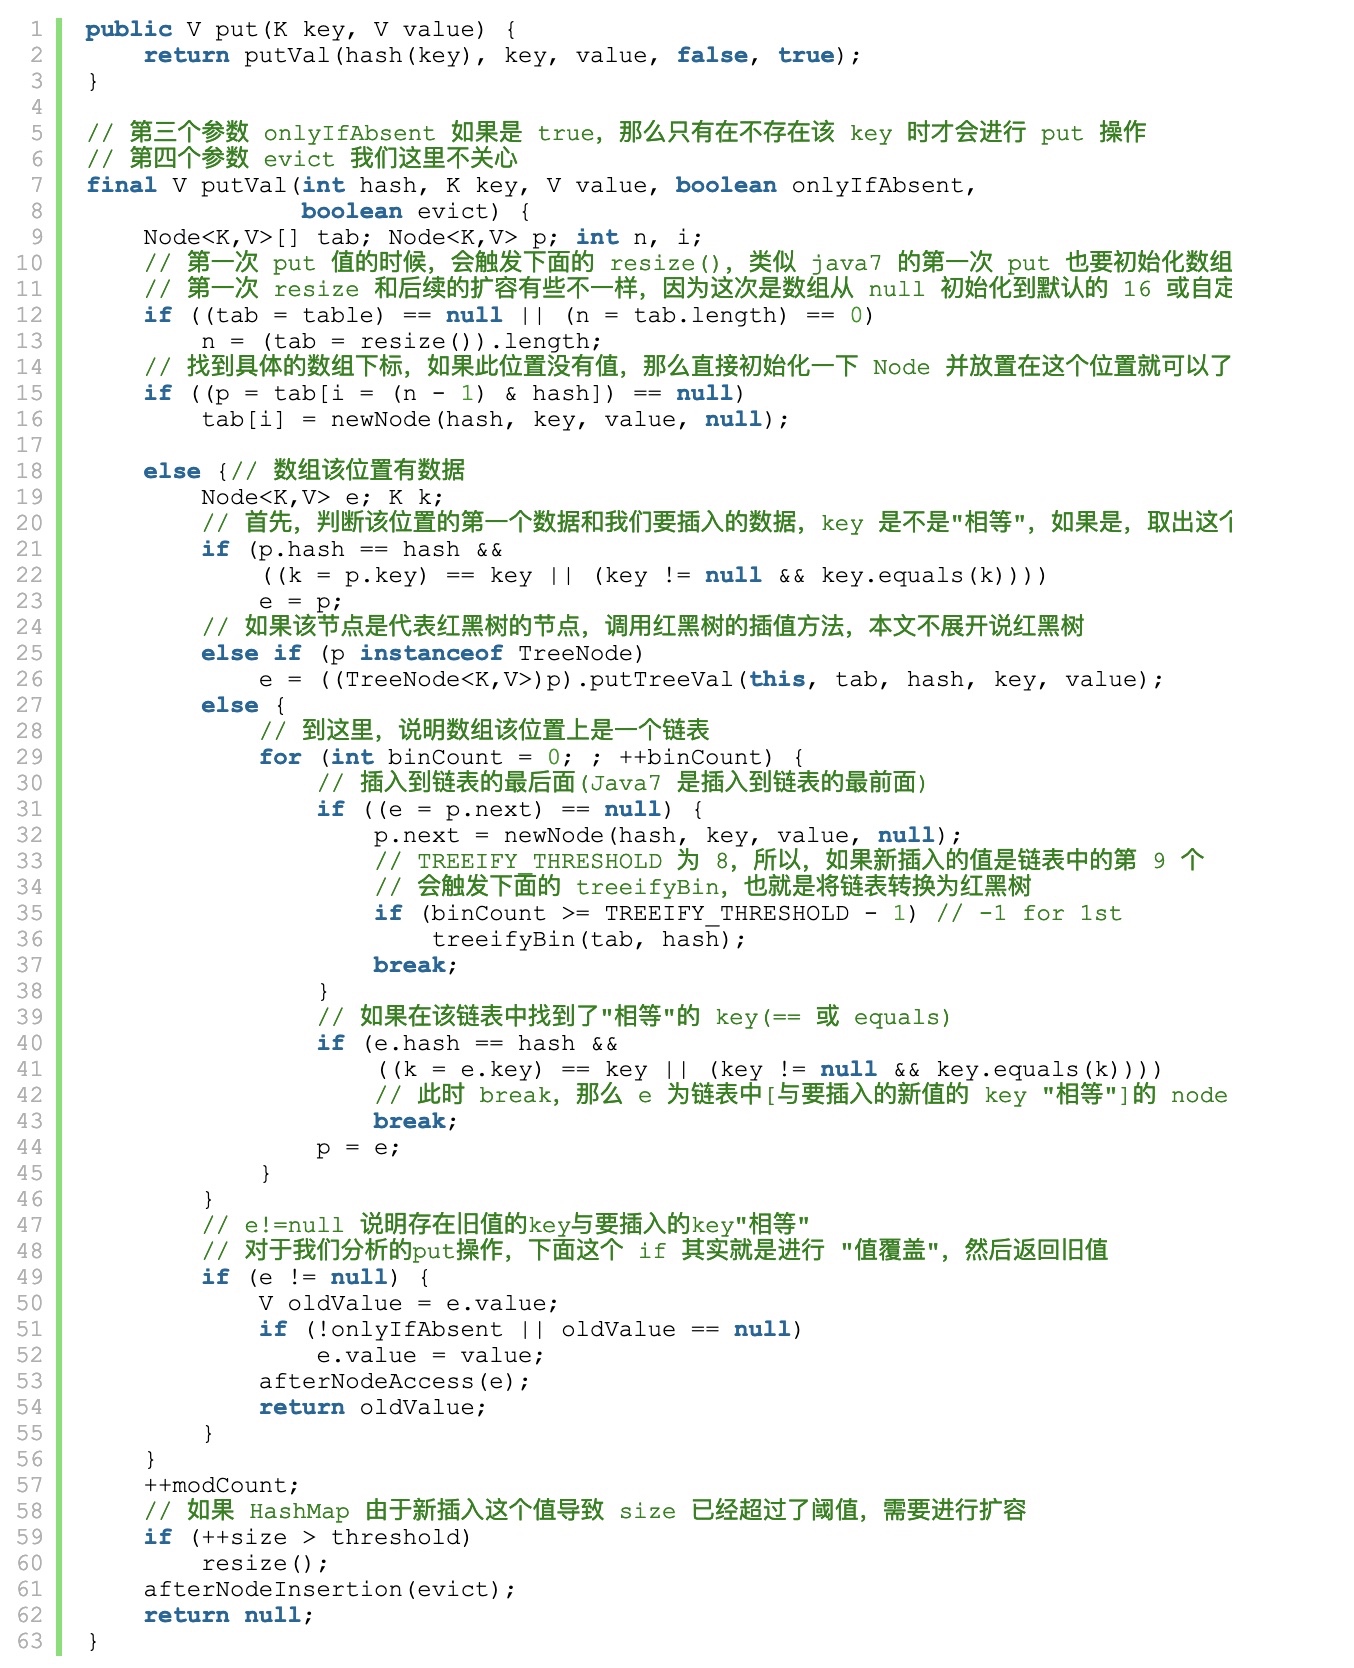 1 public V put(K key, V value) {
2     return putVal(hash(key), key, value, false, true);
3 }
4
5 // 第三个参数 onlyIfAbsent 如果是 true，那么只有在不存在该 key 时才会进行 put 操作
6 // 第四个参数 evict 我们这里不关心
7 final V putVal(int hash, K key, V value, boolean onlyIfAbsent,
8                boolean evict) {
9     Node<K,V>[] tab; Node<K,V> p; int n, i;
10     // 第一次 put 值的时候，会触发下面的 resize()，类似 java7 的第一次 put 也要初始化数组
11     // 第一次 resize 和后续的扩容有些不一样，因为这次是数组从 null 初始化到默认的 16 或自定
12     if ((tab = table) == null || (n = tab.length) == 0)
13         n = (tab = resize()).length;
14     // 找到具体的数组下标，如果此位置没有值，那么直接初始化一下 Node 并放置在这个位置就可以了
15     if ((p = tab[i = (n - 1) & hash]) == null)
16         tab[i] = newNode(hash, key, value, null);
17
18     else {// 数组该位置有数据
19         Node<K,V> e; K k;
20         // 首先，判断该位置的第一个数据和我们要插入的数据，key 是不是"相等"，如果是，取出这个
21         if (p.hash == hash &&
22             ((k = p.key) == key || (key != null && key.equals(k))))
23             e = p;
24         // 如果该节点是代表红黑树的节点，调用红黑树的插值方法，本文不展开说红黑树
25         else if (p instanceof TreeNode)
26             e = ((TreeNode<K,V>)p).putTreeVal(this, tab, hash, key, value);
27         else {
28             // 到这里，说明数组该位置上是一个链表
29             for (int binCount = 0; ; ++binCount) {
30                 // 插入到链表的最后面(Java7 是插入到链表的最前面)
31                 if ((e = p.next) == null) {
32                     p.next = newNode(hash, key, value, null);
33                     // TREEIFY_THRESHOLD 为 8，所以，如果新插入的值是链表中的第 9 个
34                     // 会触发下面的 treeifyBin，也就是将链表转换为红黑树
35                     if (binCount >= TREEIFY_THRESHOLD - 1) // -1 for 1st
36                         treeifyBin(tab, hash);
37                     break;
38                 }
39                 // 如果在该链表中找到了"相等"的 key(== 或 equals)
40                 if (e.hash == hash &&
41                     ((k = e.key) == key || (key != null && key.equals(k))))
42                     // 此时 break，那么 e 为链表中[与要插入的新值的 key "相等"]的 node
43                     break;
44                 p = e;
45             }
46         }
47         // e!=null 说明存在旧值的key与要插入的key"相等"
48         // 对于我们分析的put操作，下面这个 if 其实就是进行 "值覆盖"，然后返回旧值
49         if (e != null) {
50             V oldValue = e.value;
51             if (!onlyIfAbsent || oldValue == null)
52                 e.value = value;
53             afterNodeAccess(e);
54             return oldValue;
55         }
56     }
57     ++modCount;
58     // 如果 HashMap 由于新插入这个值导致 size 已经超过了阈值，需要进行扩容
59     if (++size > threshold)
60         resize();
61     afterNodeInsertion(evict);
62     return null;
63 }